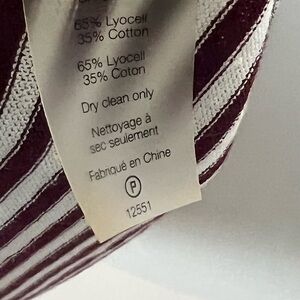 65% Lyocell
35% Cotton
65% Lyocell
35% Coton
Dry clean only
Nettoyage à
sec seulement
Fabriqué en Chine
P
12551